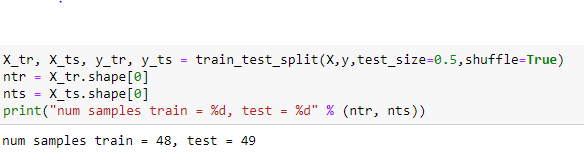 X_tr, X_ts, y_tr, y_ts = train_test_split(X,y,test_size=0.5,shuffle=True)
ntr = X_tr.shape[0]
nts = X_ts.shape[0]
print("num samples train = %d, test = %d" % (ntr, nts))
num samples train = 48, test = 49